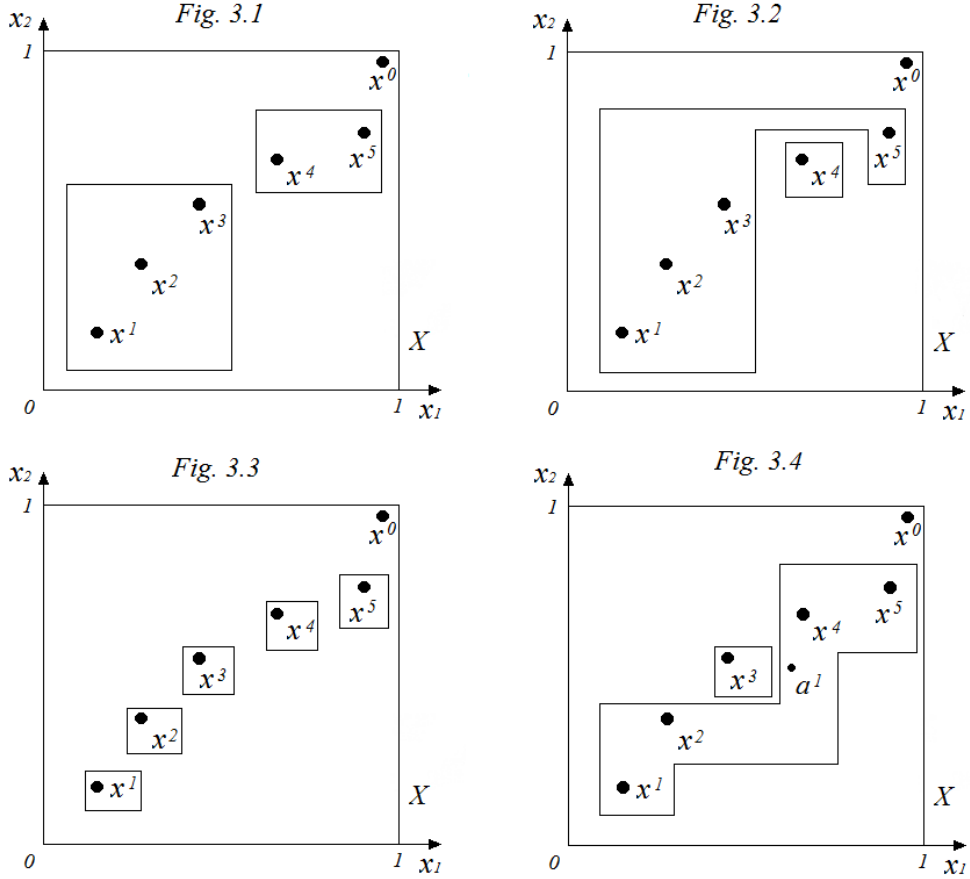 Fig. 3.1
x₂
1
x⁰
x⁵
x⁴
x³
x²
x¹
X
0
1
x₁
Fig. 3.2
x₂
1
x⁰
x⁵
x⁴
x³
x²
x¹
X
0
1
x₁
Fig. 3.3
x₂
1
x⁰
x⁵
x⁴
x³
x²
x¹
X
0
1
x₁
Fig. 3.4
x₂
1
x⁰
x⁵
x⁴
x³
a¹
x²
x¹
X
0
1
x₁